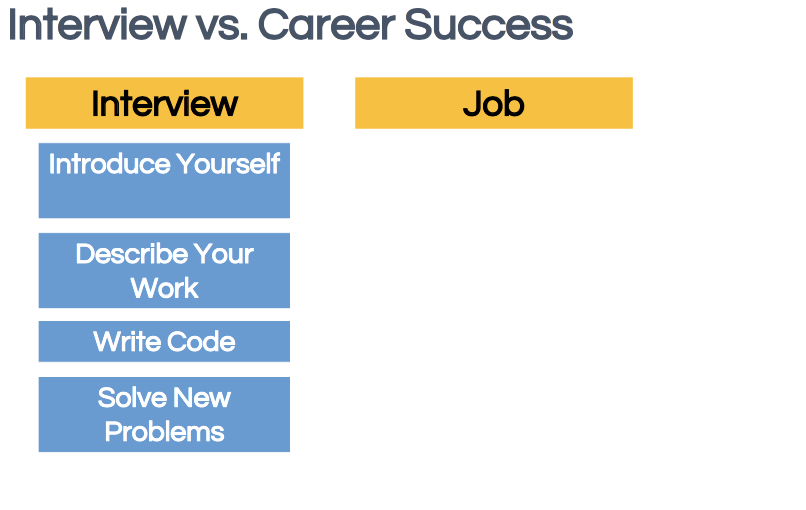 Interview vs. Career Success
Interview
Job
Introduce Yourself
Describe Your
Work
Write Code
Solve New
Problems